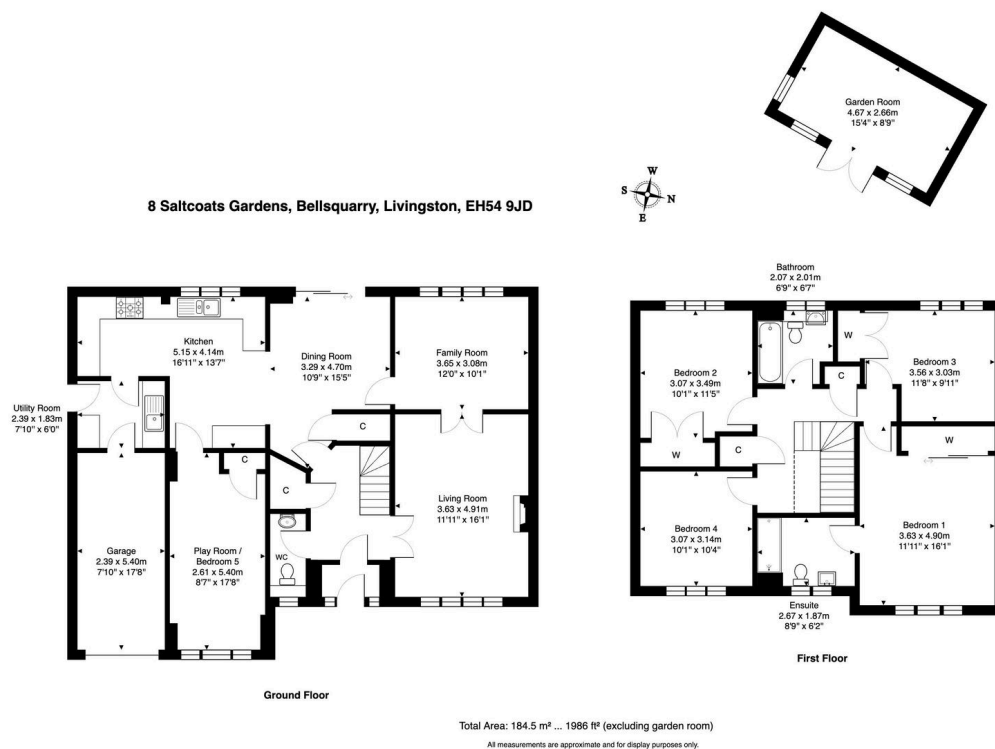 Garden Room
4.67 x 2.66m
15'4" x 8'9"
W
S
N
E
8 Saltcoats Gardens, Bellsquarry, Livingston, EH54 9JD
Kitchen
5.15 x 4.14m
16'11" x 13'7"
Dining Room
3.29 x 4.70m
10'9" x 15'5"
Family Room
3.65 x 3.08m
12'0" x 10'1"
Utility Room
2.39 x 1.83m
7'10" x 6'0"
C
C
C
Living Room
3.63 x 4.91m
11'11" x 16'1"
Garage
2.39 x 5.40m
7'10" x 17'8"
Play Room /
Bedroom 5
2.61 x 5.40m
8'7" x 17'8"
WC
Ground Floor
Bathroom
2.07 x 2.01m
6'9" x 6'7"
Bedroom 2
3.07 x 3.49m
10'1" x 11'5"
W
Bedroom 3
3.56 x 3.03m
11'8" x 9'11"
C
W
C
W
Bedroom 4
3.07 x 3.14m
10'1" x 10'4"
Bedroom 1
3.63 x 4.90m
11'11" x 16'1"
Ensuite
2.67 x 1.87m
8'9" x 6'2"
First Floor
Total Area: 184.5 m² ... 1986 ft² (excluding garden room)
All measurements are approximate and for display purposes only.